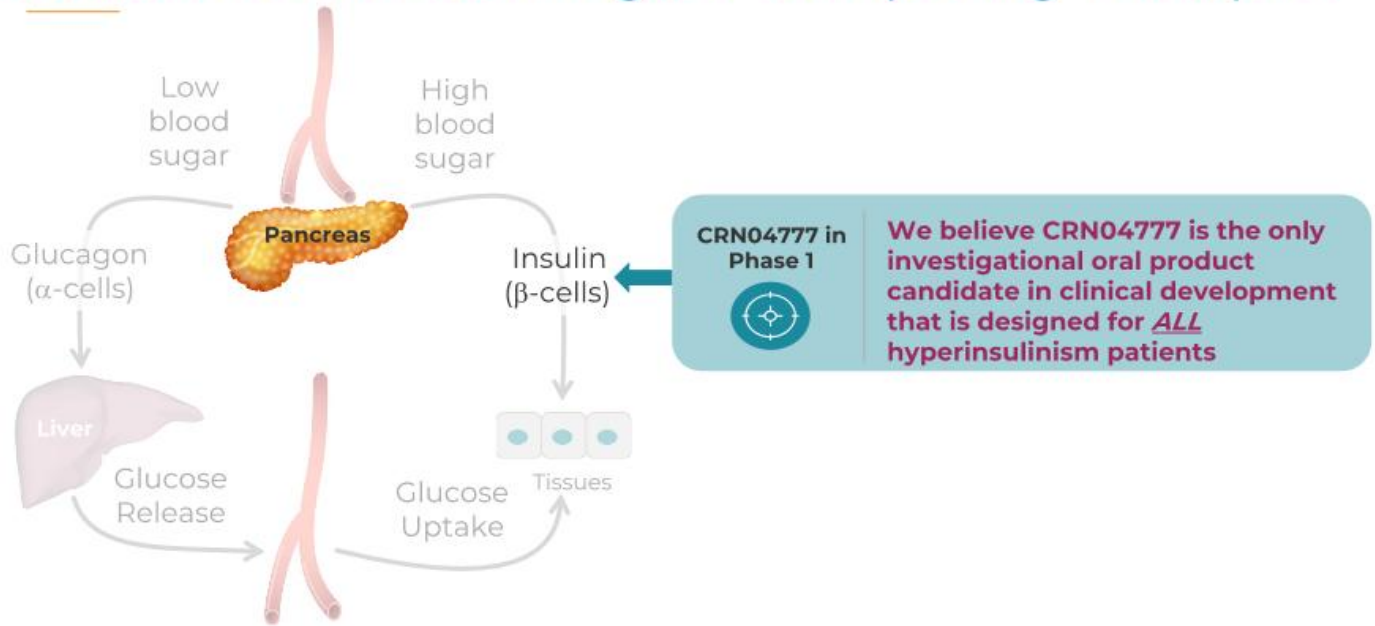 Low
blood
sugar
High
blood
sugar
Pancreas
Glucagon
(α-cells)
Insulin
(β-cells)
CRN04777 in
Phase 1
We believe CRN04777 is the only
investigational oral product
candidate in clinical development
that is designed for ALL
hyperinsulinism patients
Liver
Glucose
Release
Glucose
Uptake
Tissues